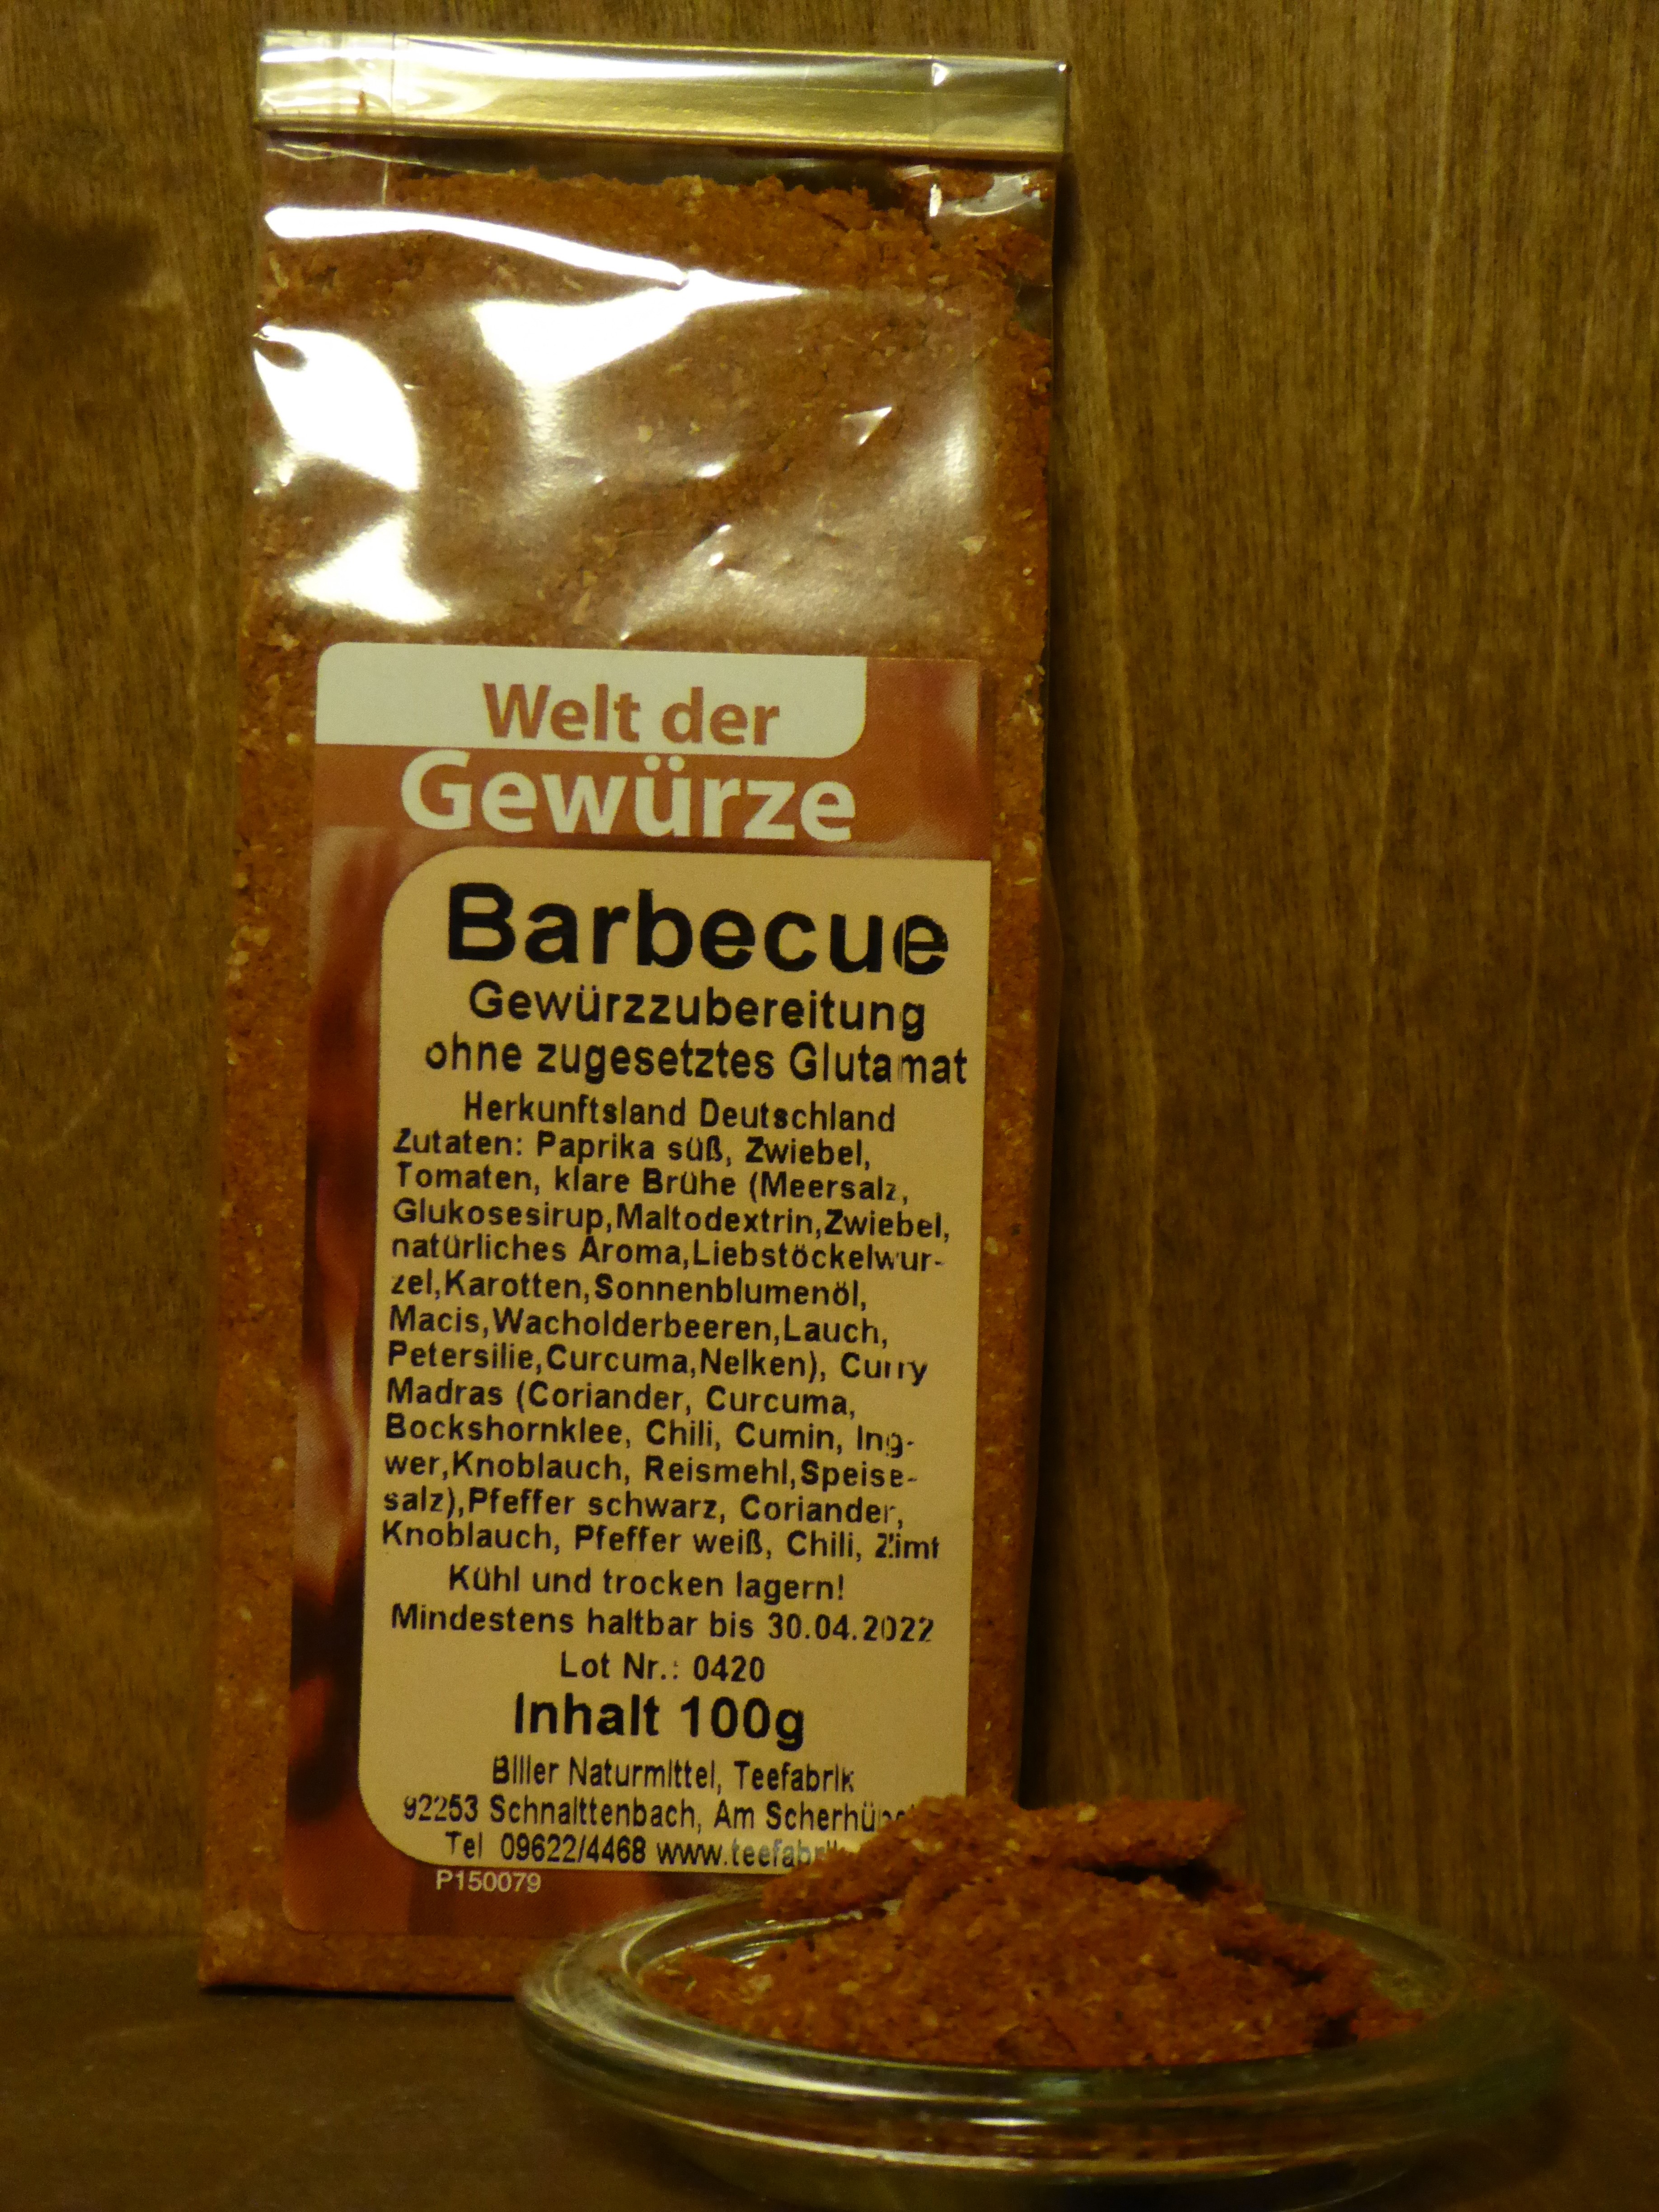 Welt der
Gewürze
Barbecue
Gewürzzubereitung
ohne zugesetztes Glutamat
Herkunftsland Deutschland
Zutaten: Paprika süß, Zwiebel,
Tomaten, klare Brühe (Meersalz,
Glukosesirup,Maltodextrin,Zwiebel,
natürliches Aroma,Liebstöckelwur-
zel,Karotten,Sonnenblumenöl,
Macis,Wacholderbeeren,Lauch,
Petersilie,Curcuma,Nelken), Curry
Madras (Coriander, Curcuma,
Bockshornklee, Chili, Cumin, Ing-
wer,Knoblauch, Reismehl,Speise-
salz),Pfeffer schwarz, Coriander,
Knoblauch, Pfeffer weiß, Chili, Zimt
Kühl und trocken lagern!
Mindestens haltbar bis 30.04.2022
Lot Nr.: 0420
Inhalt 100g
Biller Naturmittel, Teefabrik
92253 Schnaittenbach, Am
Tel 09622/4468
P150079